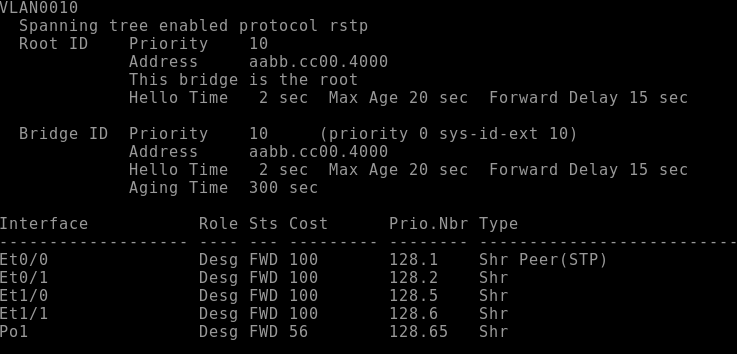 VLAN0010
  Spanning tree enabled protocol rstp
  Root ID    Priority    10
             Address     aabb.cc00.4000
             This bridge is the root
             Hello Time   2 sec  Max Age 20 sec  Forward Delay 15 sec

  Bridge ID  Priority    10     (priority 0 sys-id-ext 10)
             Address     aabb.cc00.4000
             Hello Time   2 sec  Max Age 20 sec  Forward Delay 15 sec
             Aging Time  300 sec

Interface           Role Sts Cost      Prio.Nbr Type
------------------- ---- --- --------- -------- --------------------------
Et0/0               Desg FWD 100       128.1    Shr Peer(STP)
Et0/1               Desg FWD 100       128.2    Shr
Et1/0               Desg FWD 100       128.5    Shr
Et1/1               Desg FWD 100       128.6    Shr
Po1                 Desg FWD 56        128.65   Shr